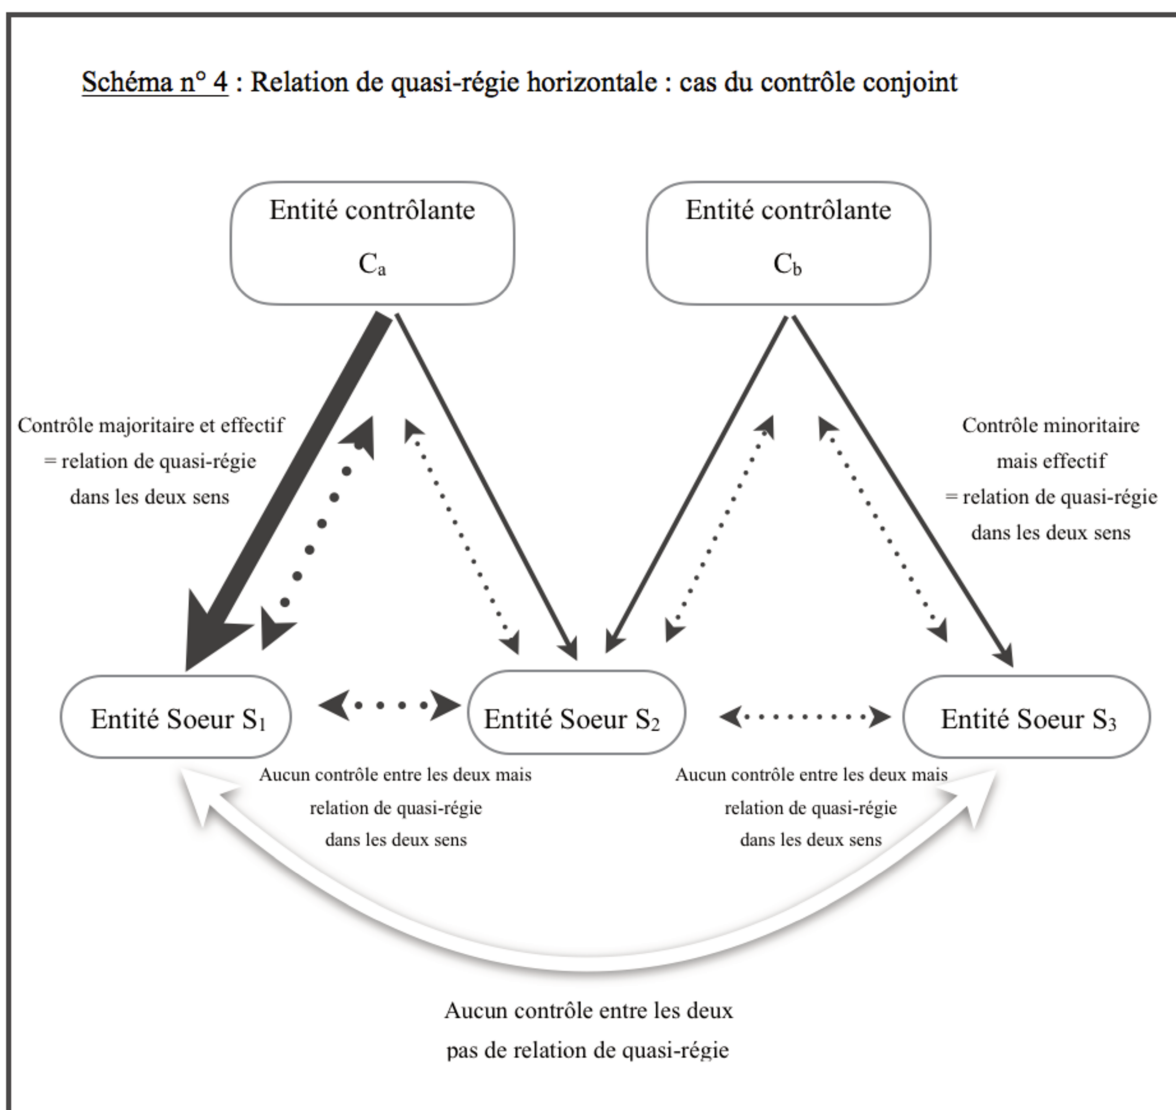 Schéma n° 4 : Relation de quasi-régie horizontale : cas du contrôle conjoint
Entité contrôlante
Cₐ
Entité contrôlante
C_b
Contrôle majoritaire et effectif
= relation de quasi-régie
dans les deux sens
Contrôle minoritaire
mais effectif
= relation de quasi-régie
dans les deux sens
Entité Soeur S₁
Entité Soeur S₂
Entité Soeur S₃
Aucun contrôle entre les deux mais
relation de quasi-régie
dans les deux sens
Aucun contrôle entre les deux mais
relation de quasi-régie
dans les deux sens
Aucun contrôle entre les deux
pas de relation de quasi-régie